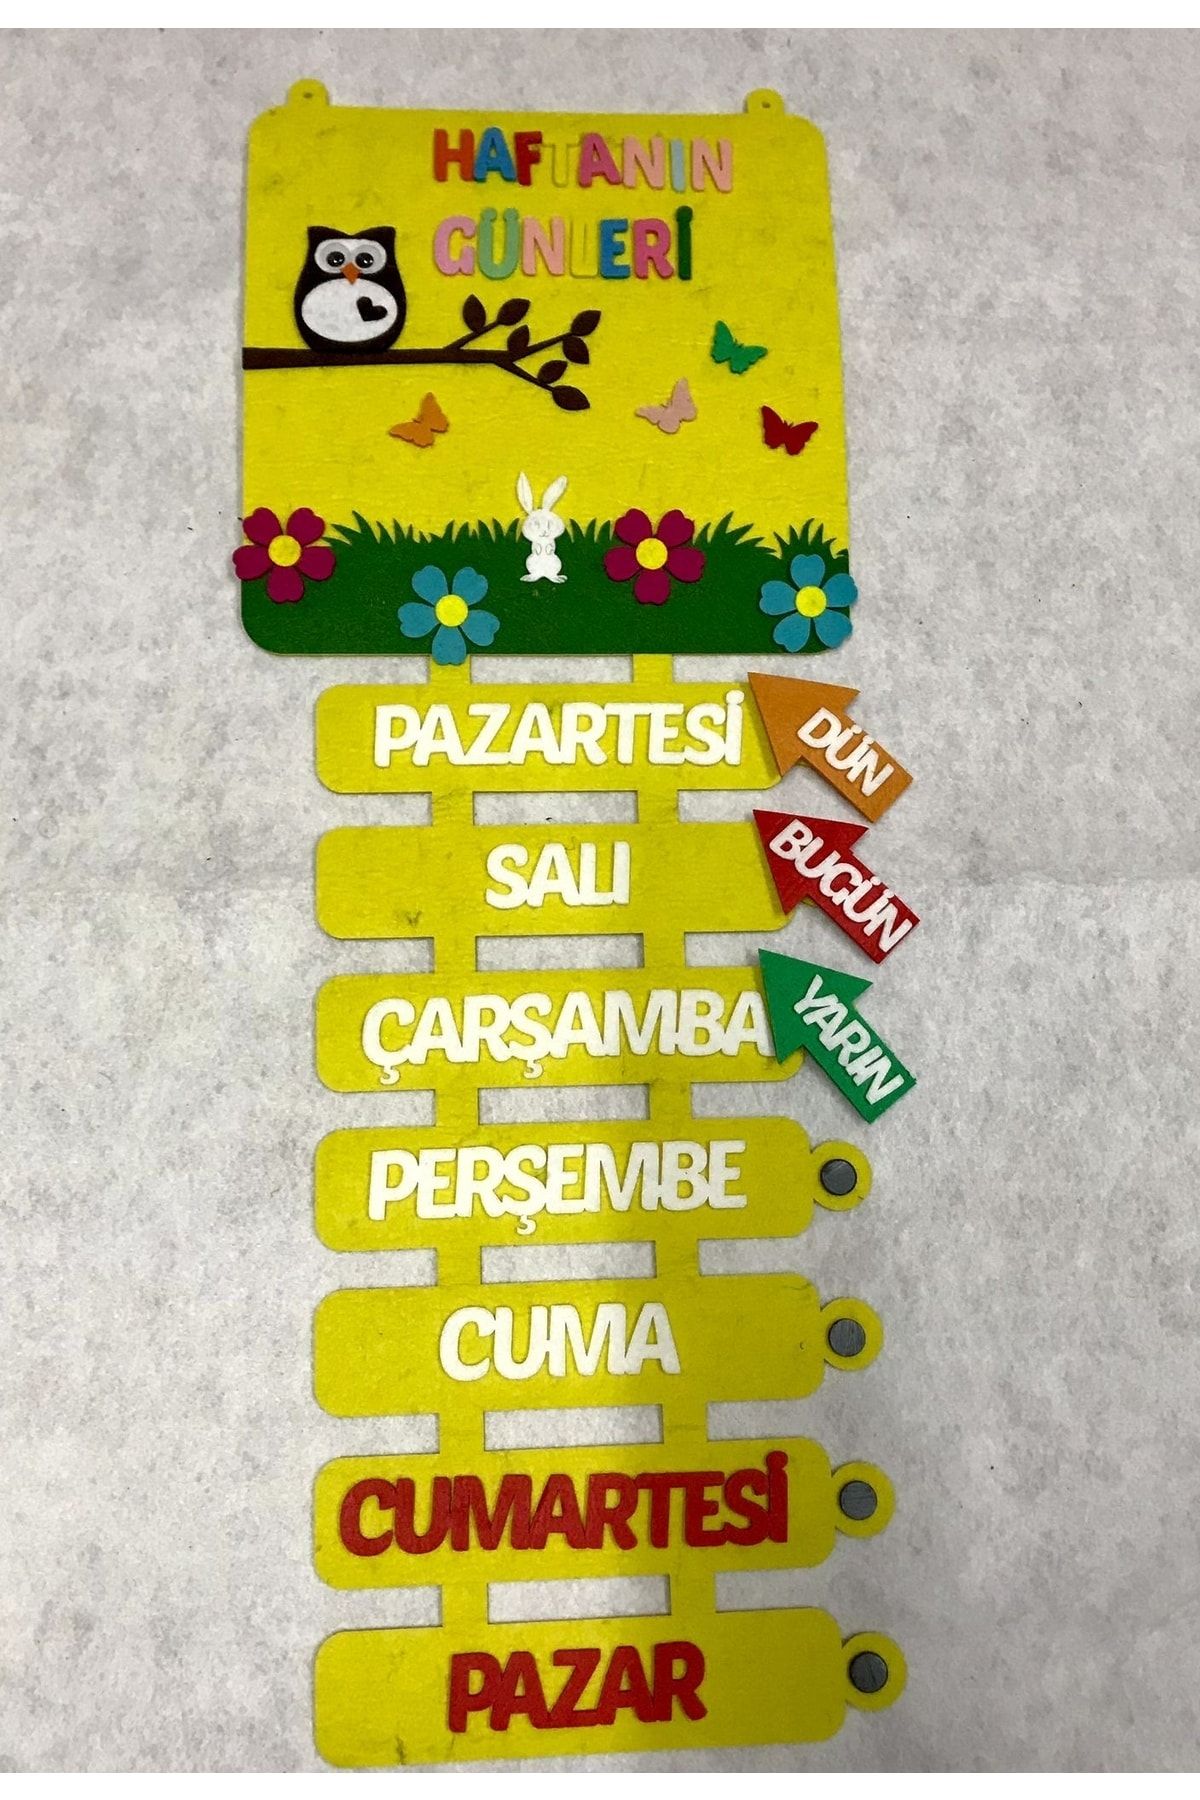 HAFTANIN
GÜNLERİ
PAZARTESİ
DÜN
SALI
BUGÜN
ÇARŞAMBA
YARIN
PERŞEMBE
CUMA
CUMARTESİ
PAZAR